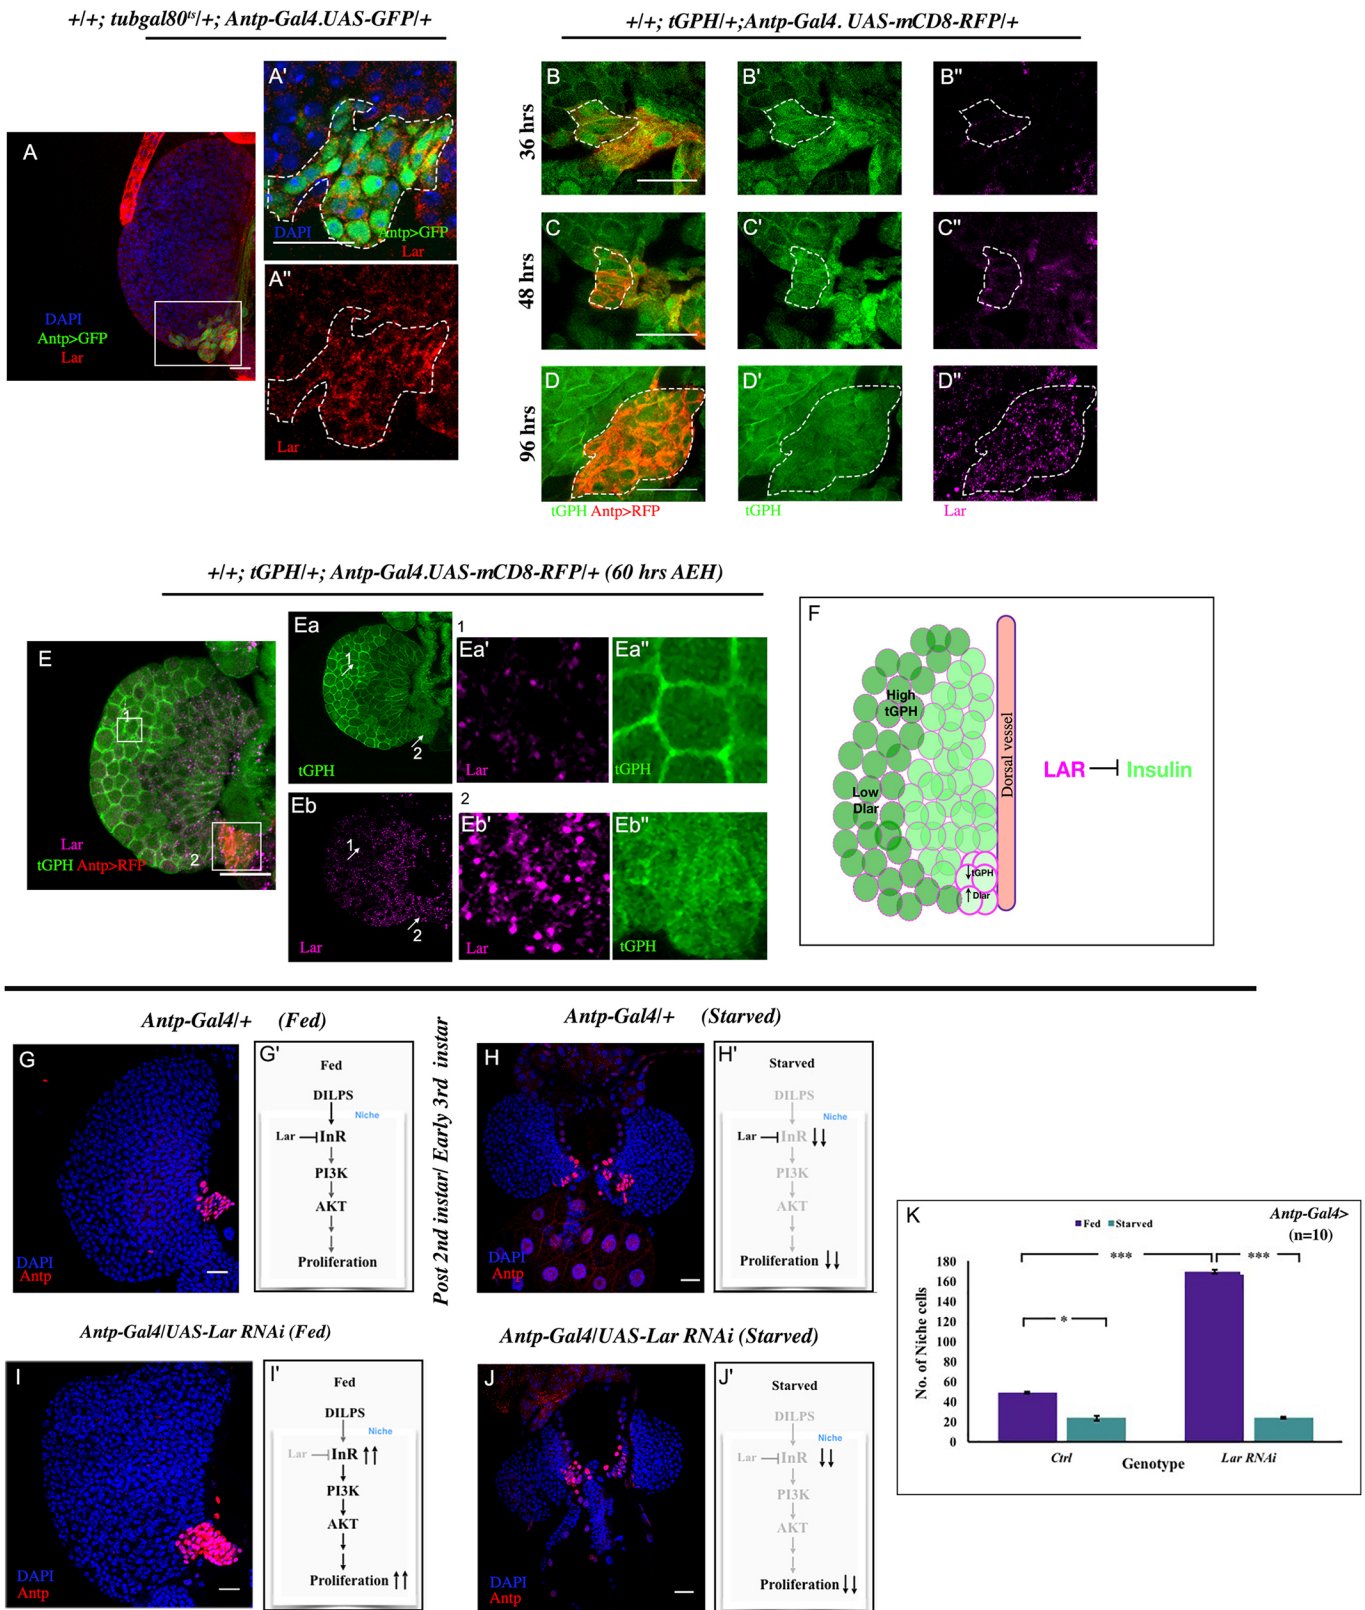 +/+; tubgal80ts/+; Antp-Gal4.UAS-GFP/+
+/+; tGPH/+;Antp-Gal4. UAS-mCD8-RFP/+
A
DAPI
Antp>GFP
Lar
A'
DAPI
Antp>GFP
Lar
A"
Lar
36 hrs
B
B'
B"
48 hrs
C
C'
C"
96 hrs
D
D'
D"
tGPH Antp>RFP
tGPH
Lar
+/+; tGPH/+; Antp-Gal4.UAS-mCD8-RFP/+ (60 hrs AEH)
E
1
2
Lar
tGPH Antp>RFP
Ea
1
2
tGPH
1
Ea'
Lar
Ea"
tGPH
Eb
1
2
Lar
2
Eb'
Lar
Eb"
tGPH
F
High
tGPH
Low
Dlar
↓tGPH
↑Dlar
Dorsal vessel
LAR ⊣ Insulin
Antp-Gal4/+ (Fed)
G
DAPI
Antp
G'
Fed
DILPS
Niche
Lar ⊣ InR
PI3K
AKT
Proliferation
Post 2nd instar/ Early 3rd instar
Antp-Gal4/+ (Starved)
H
DAPI
Antp
H'
Starved
DILPS
Niche
Lar ⊣ InR ↓↓
PI3K
AKT
Proliferation ↓↓
Antp-Gal4/UAS-Lar RNAi (Fed)
I
DAPI
Antp
I'
Fed
DILPS
Niche
Lar ⊣ InR ↑↑
PI3K
AKT
Proliferation ↑↑
Antp-Gal4/UAS-Lar RNAi (Starved)
J
DAPI
Antp
J'
Starved
DILPS
Niche
Lar ⊣ InR ↓↓
PI3K
AKT
Proliferation ↓↓
K
Fed Starved
Antp-Gal4>
(n=10)
No. of Niche cells
180
160
140
120
100
80
60
40
20
0
***
***
*
Ctrl
Lar RNAi
Genotype